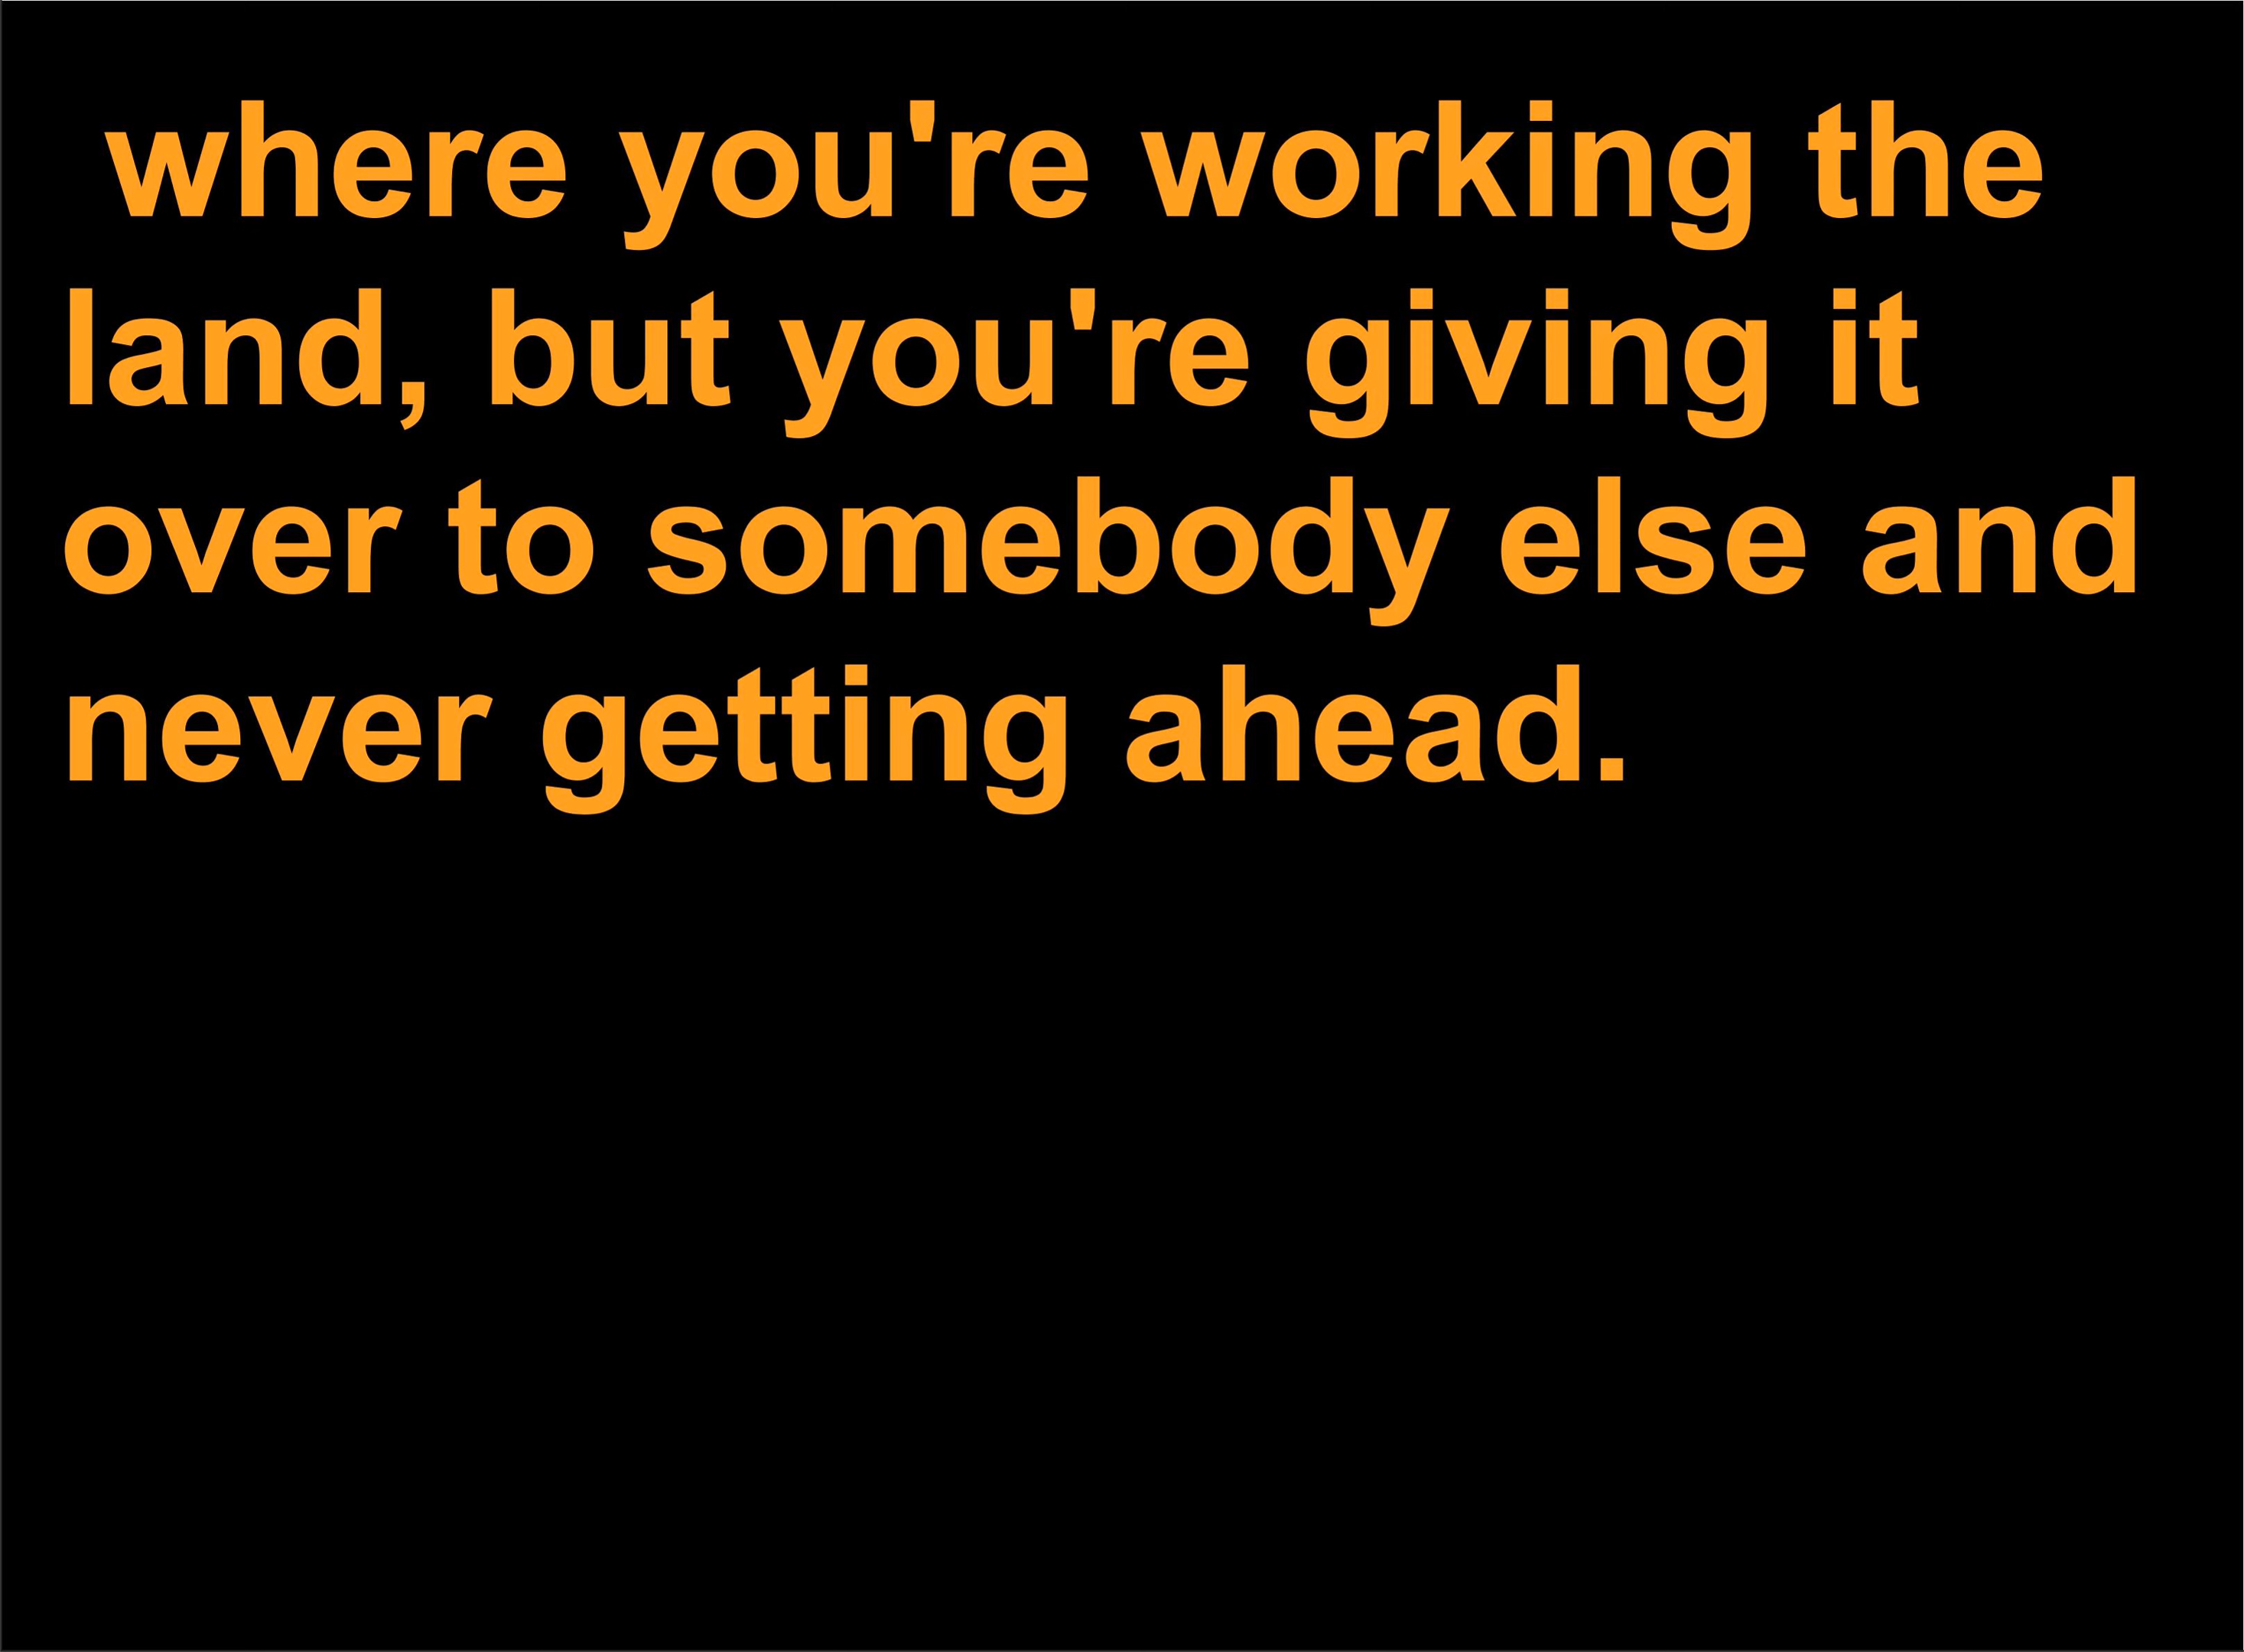 where you're working the
land, but you're giving it
over to somebody else and
never getting ahead.